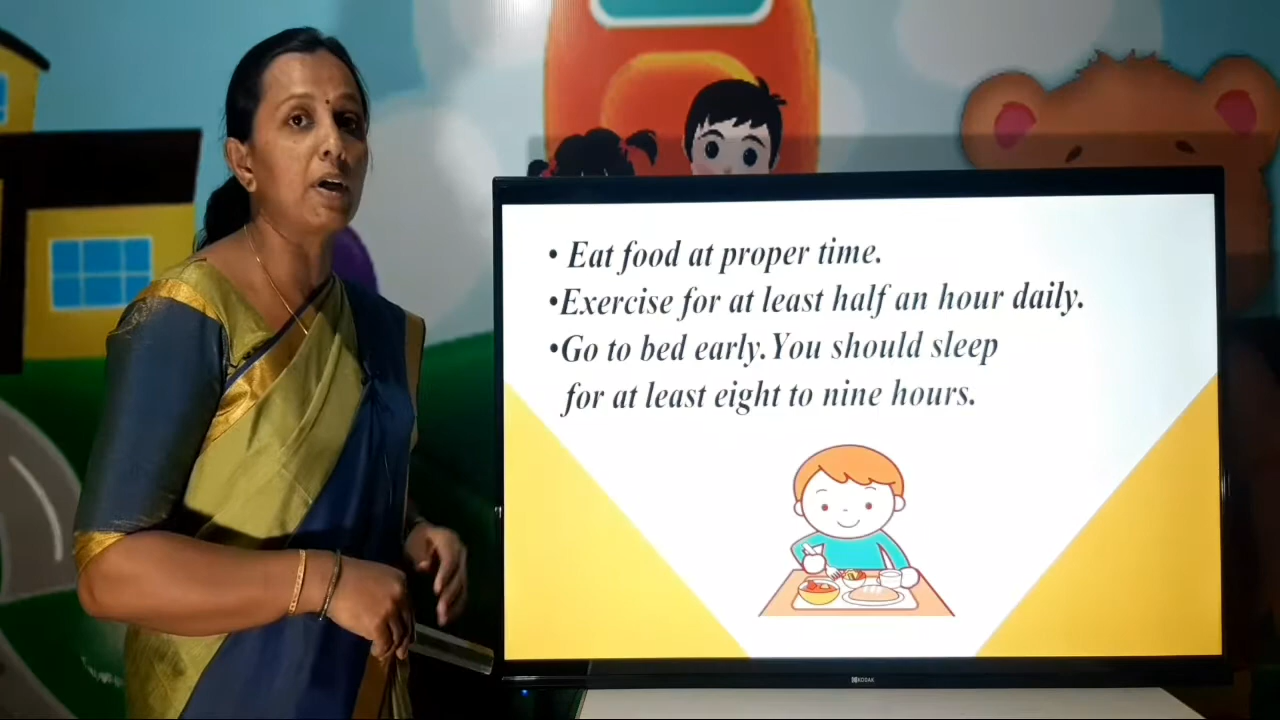 • Eat food at proper time.
•Exercise for at least half an hour daily.
•Go to bed early.You should sleep
for at least eight to nine hours.
KODAK